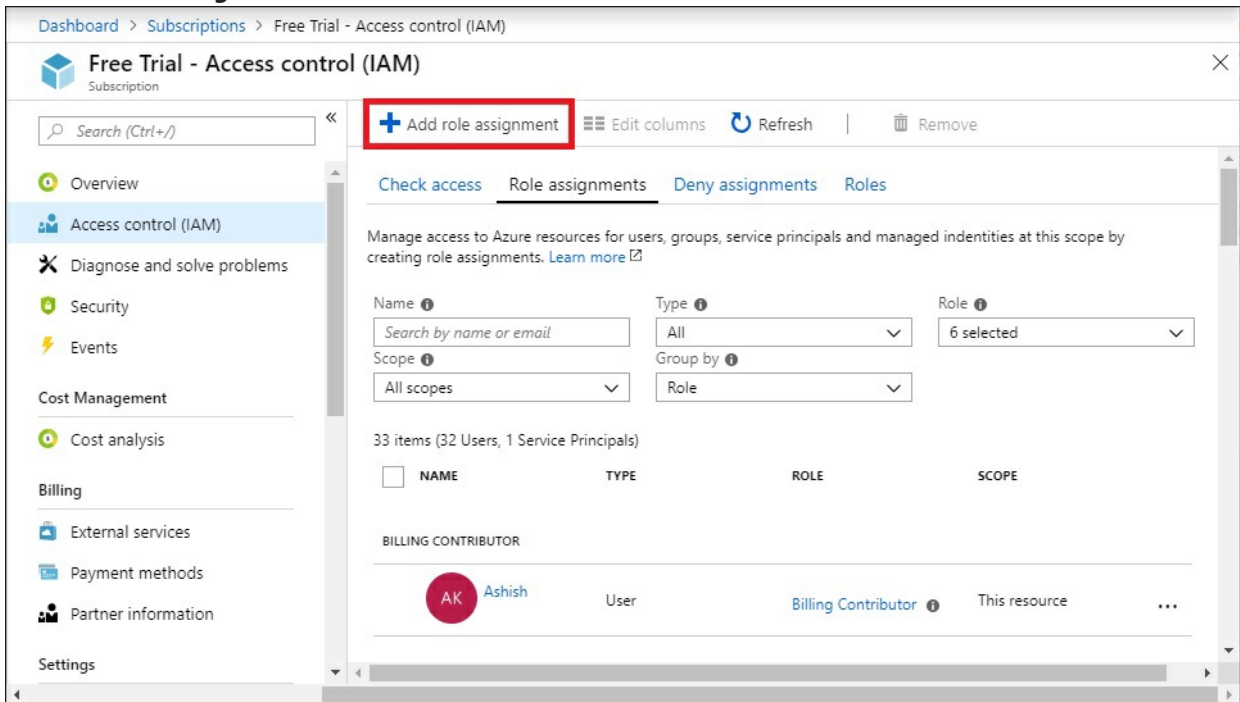 Dashboard > Subscriptions > Free Trial - Access control (IAM)
Free Trial - Access control (IAM)
Subscription
Search (Ctrl+/)
Overview
Access control (IAM)
Diagnose and solve problems
Security
Events
Cost Management
Cost analysis
Billing
External services
Payment methods
Partner information
Settings
Add role assignment Edit columns Refresh Remove
Check access Role assignments Deny assignments Roles
Manage access to Azure resources for users, groups, service principals and managed indentities at this scope by
creating role assignments. Learn more
Name Type Role
Search by name or email All 6 selected
Scope Group by
All scopes Role
33 items (32 Users, 1 Service Principals)
NAME TYPE ROLE SCOPE
BILLING CONTRIBUTOR
AK Ashish User Billing Contributor This resource ...